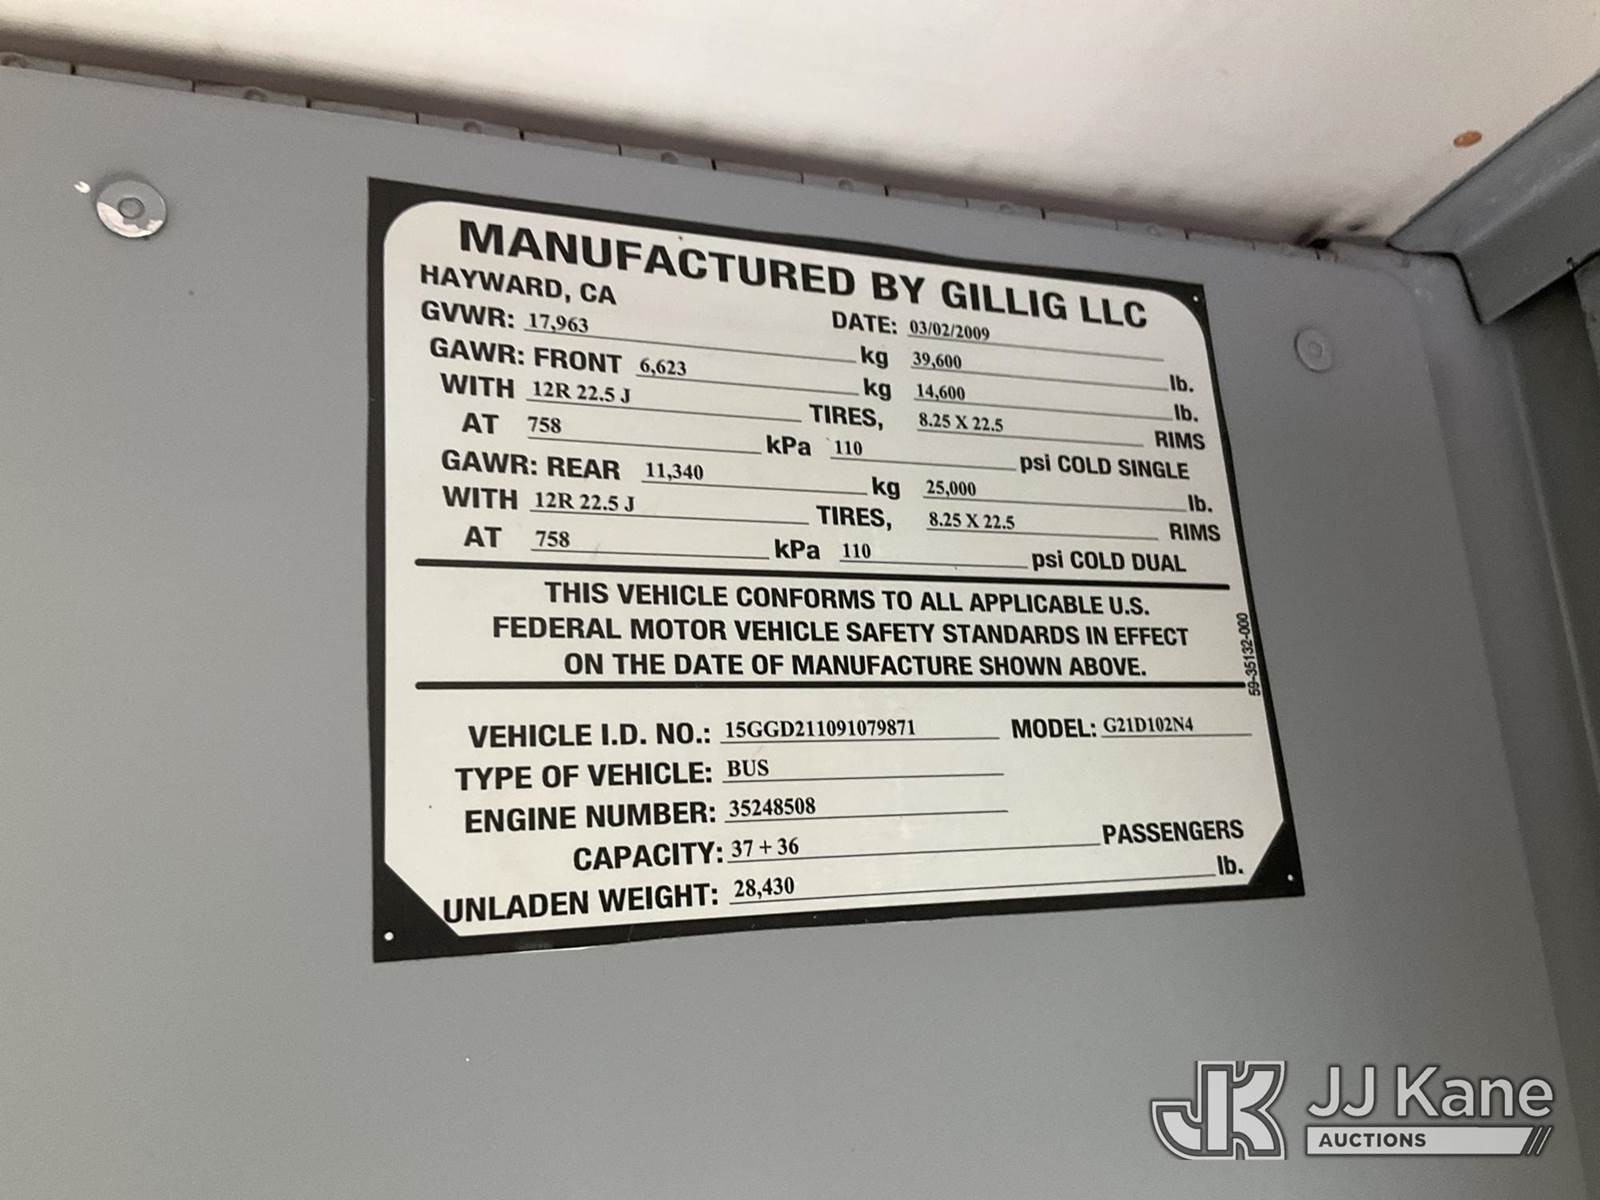 MANUFACTURED BY GILLIG LLC
HAYWARD, CA DATE: 03/02/2009
GVWR: 17,963 kg 39,600 lb.
GAWR: FRONT 6,623 kg 14,600 lb.
WITH 12R 22.5 J TIRES, 8.25 X 22.5 RIMS
AT 758 kPa 110 psi COLD SINGLE
GAWR: REAR 11,340 kg 25,000 lb.
WITH 12R 22.5 J TIRES, 8.25 X 22.5 RIMS
AT 758 kPa 110 psi COLD DUAL
THIS VEHICLE CONFORMS TO ALL APPLICABLE U.S.
FEDERAL MOTOR VEHICLE SAFETY STANDARDS IN EFFECT
ON THE DATE OF MANUFACTURE SHOWN ABOVE.
59-35132-000
VEHICLE I.D. NO.: 15GGD211091079871 MODEL: G21D102N4
TYPE OF VEHICLE: BUS
ENGINE NUMBER: 35248508
CAPACITY: 37 + 36 PASSENGERS
UNLADEN WEIGHT: 28,430 lb.
JK JJ Kane
AUCTIONS